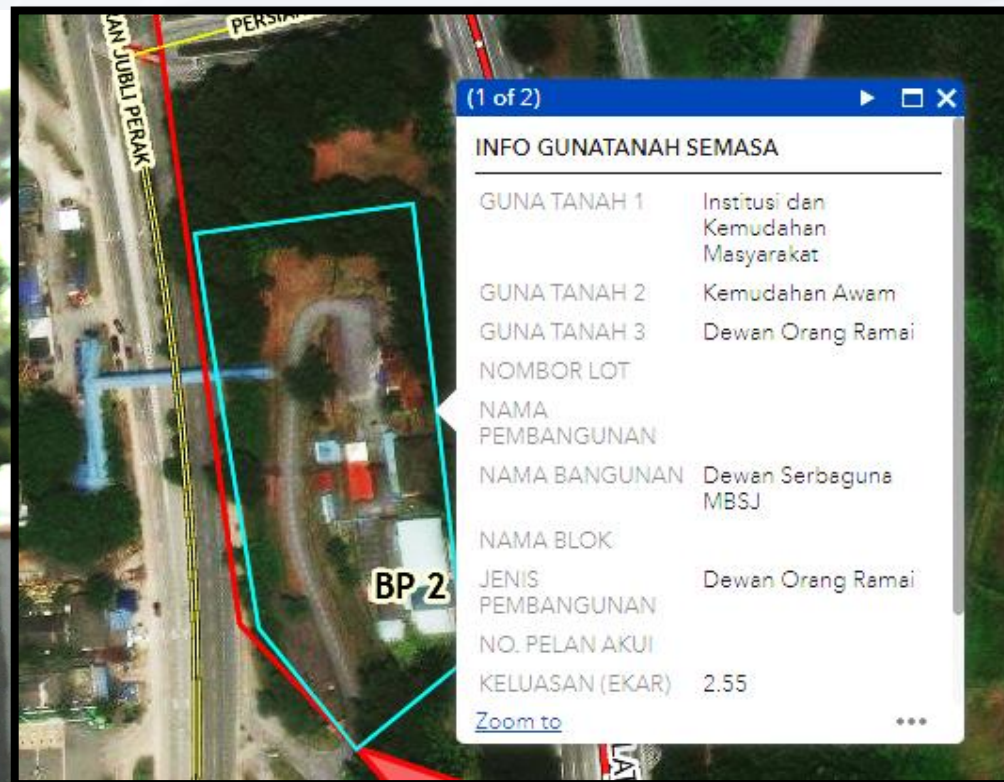 PERSIA
AN JUBLI PERAK
(1 of 2)
INFO GUNATANAH SEMASA
GUNA TANAH 1 Institusi dan
Kemudahan
Masyarakat
GUNA TANAH 2 Kemudahan Awam
GUNA TANAH 3 Dewan Orang Ramai
NOMBOR LOT
NAMA
PEMBANGUNAN
NAMA BANGUNAN Dewan Serbaguna
MBSJ
NAMA BLOK
JENIS Dewan Orang Ramai
PEMBANGUNAN
NO. PELAN AKUI
KELUASAN (EKAR) 2.55
Zoom to
BP 2